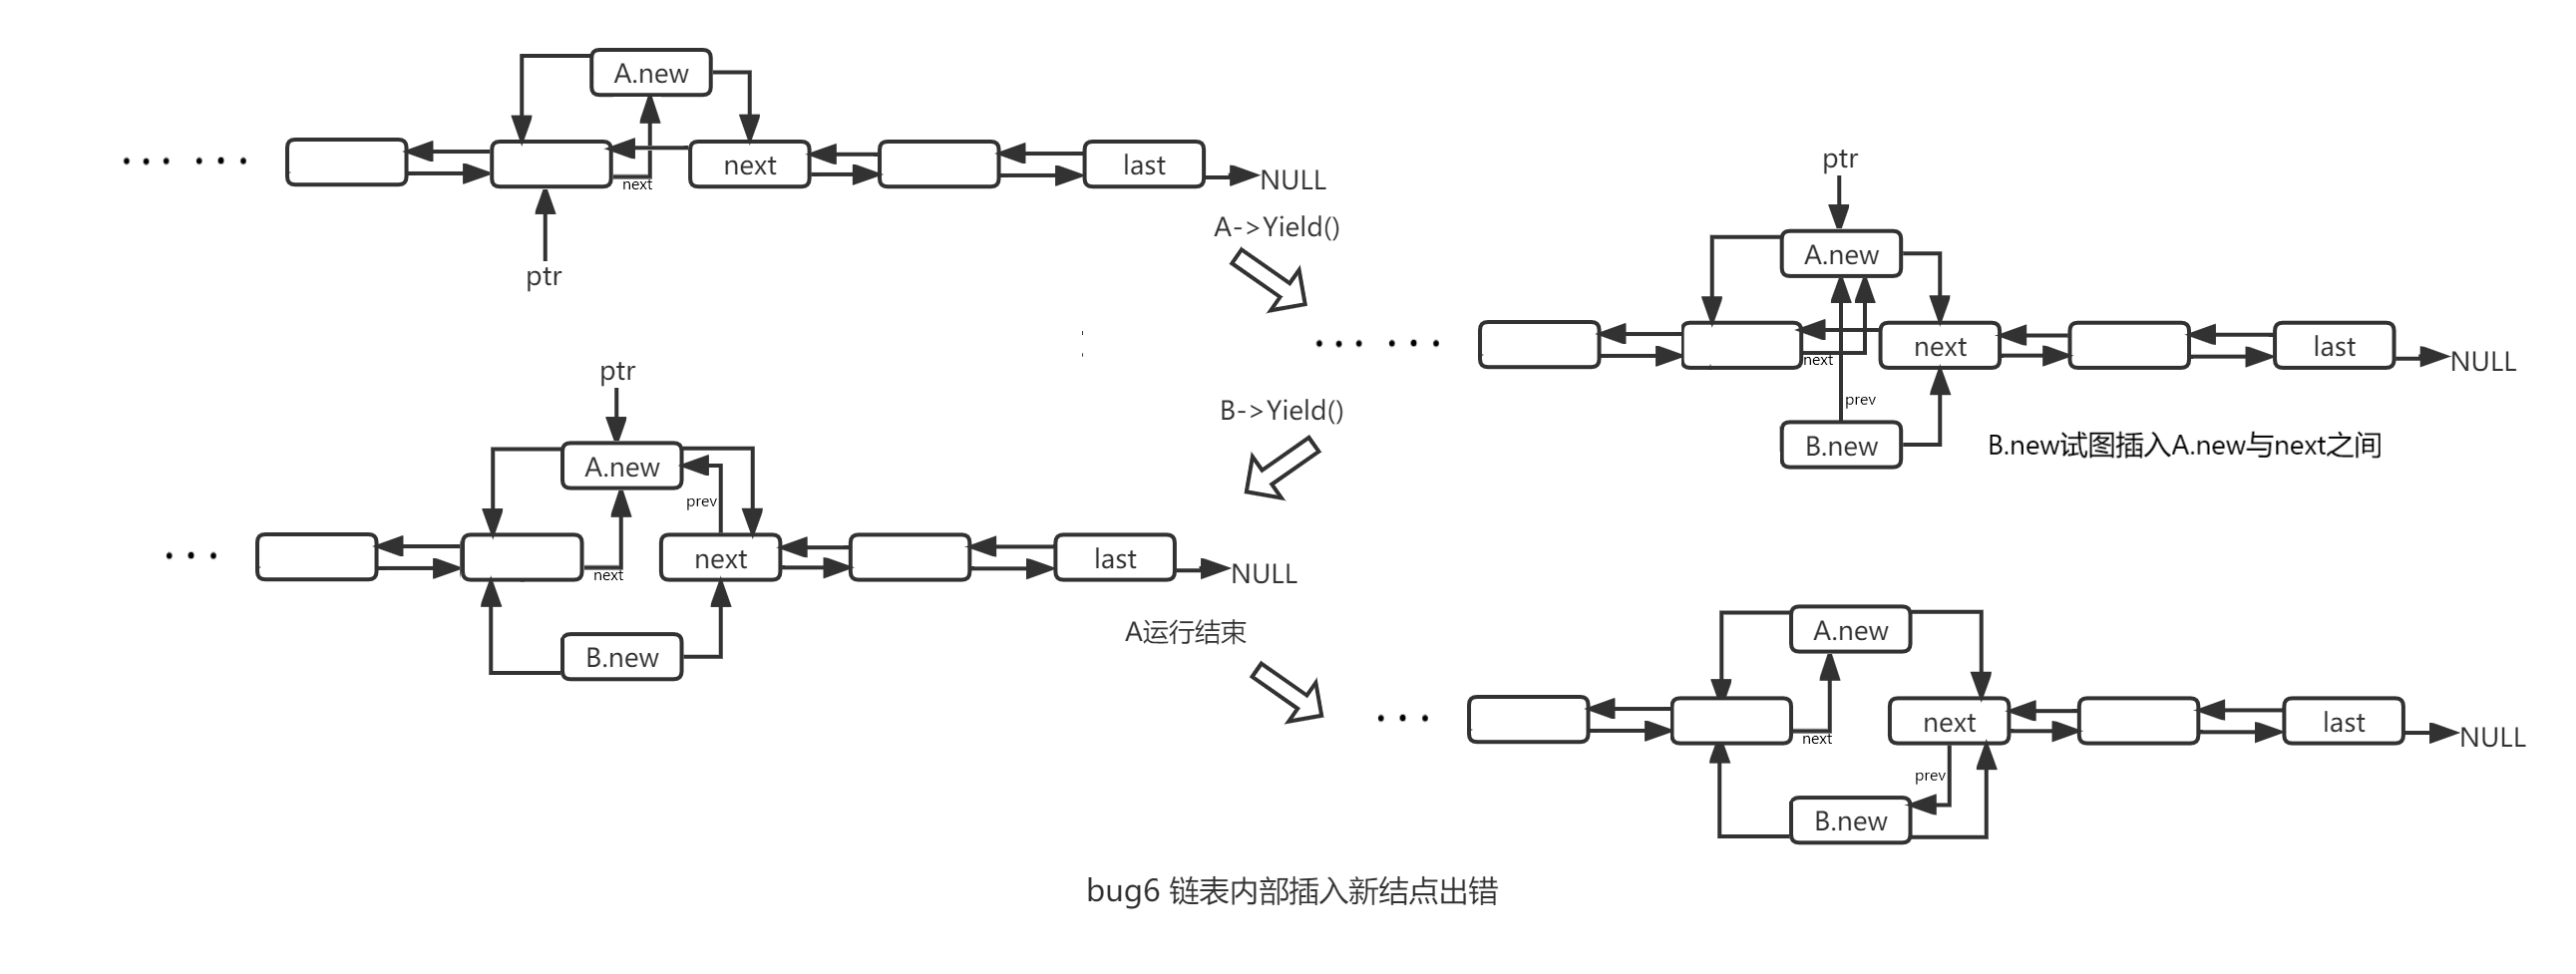 A.new
next
next
last
NULL
ptr
A->Yield()
ptr
A.new
next
next
last
NULL
prev
B.new
B.new试图插入A.new与next之间
B->Yield()
ptr
A.new
prev
next
next
last
NULL
B.new
A运行结束
A.new
next
next
last
NULL
prev
B.new
bug6 链表内部插入新结点出错